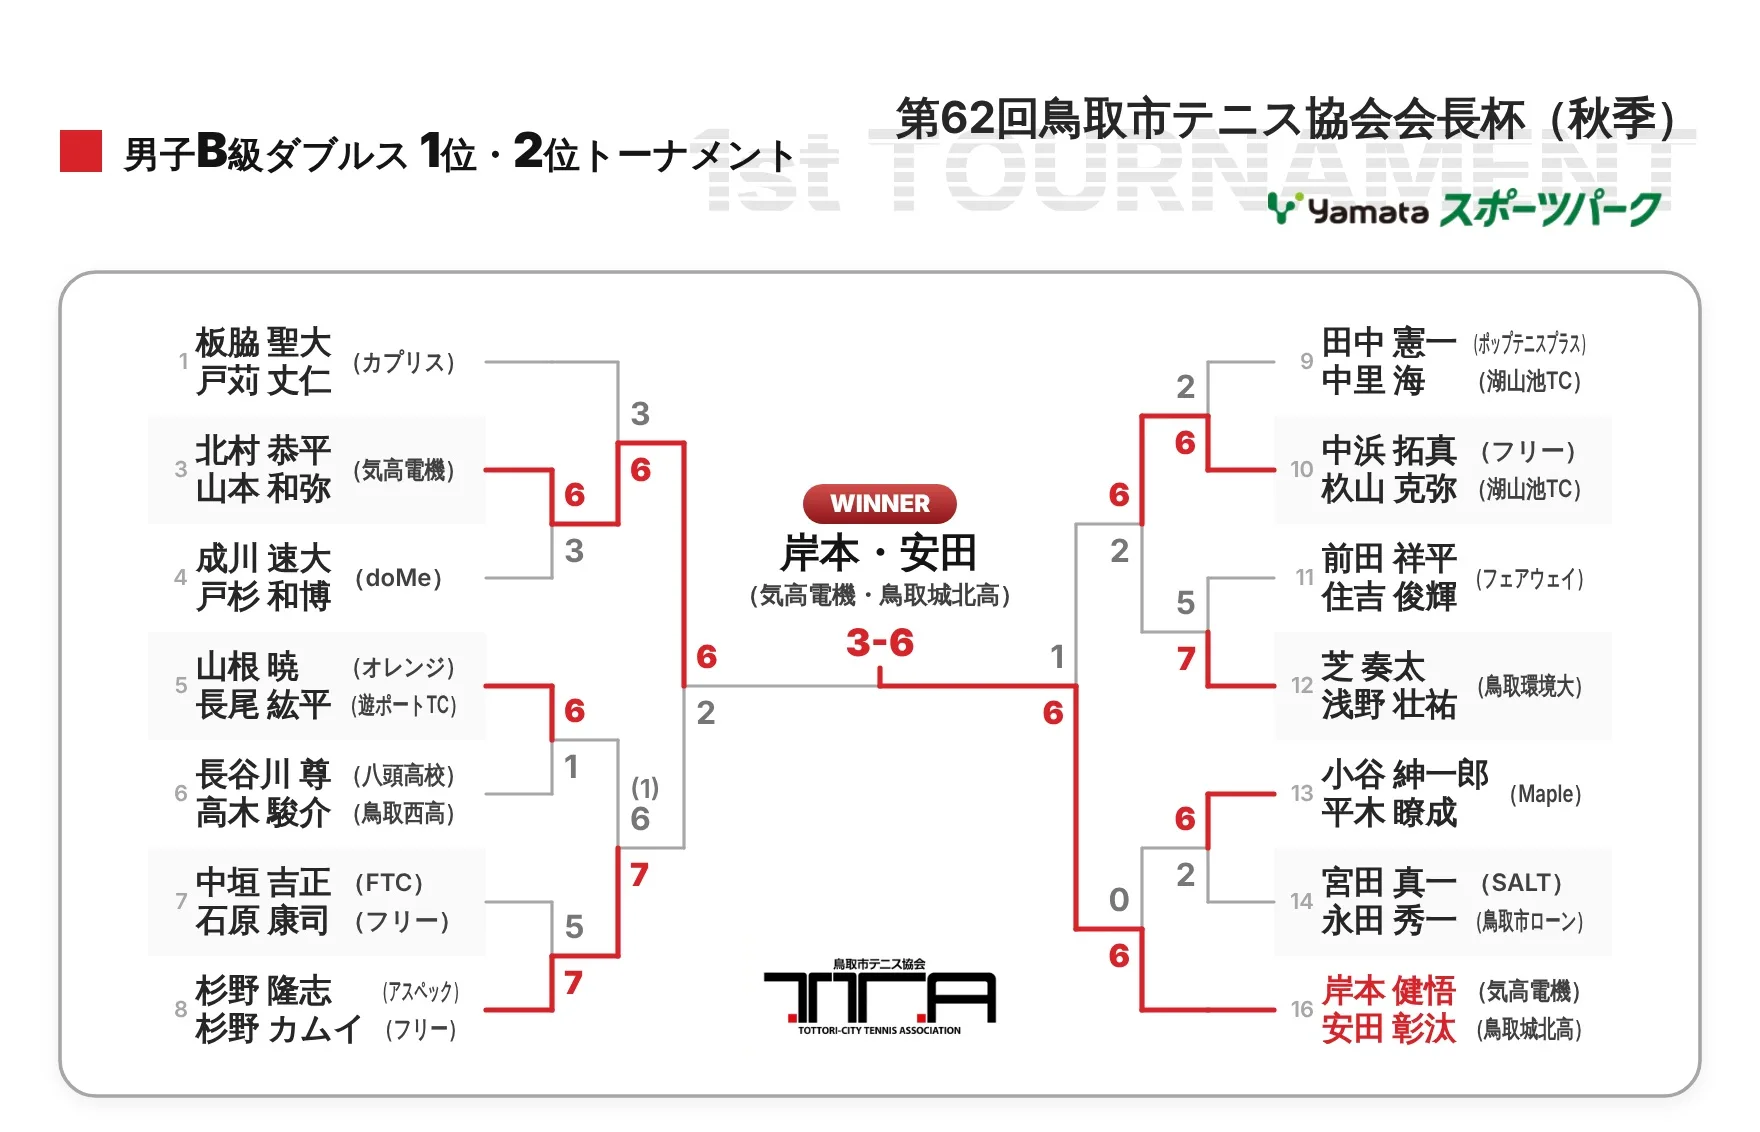 第62回鳥取市テニス協会会長杯（秋季）
男子B級ダブルス 1位・2位トーナメント
1st TOURNAMENT
Yamata スポーツパーク
1 板脇 聖大 （カプリス）
戸苅 丈仁
3 北村 恭平 （気高電機）
山本 和弥
4 成川 速大 （doMe）
戸杉 和博
5 山根 暁 （オレンジ）
長尾 紘平 （遊ポートTC）
6 長谷川 尊 （八頭高校）
高木 駿介 （鳥取西高）
7 中垣 吉正 （FTC）
石原 康司 （フリー）
8 杉野 隆志 （アスペック）
杉野 カムイ （フリー）
3
6
6
3
6
1
(1)
6
7
5
7
6
2
WINNER
岸本・安田
（気高電機・鳥取城北高）
3-6
鳥取市テニス協会
TTA
TOTTORI-CITY TENNIS ASSOCIATION
1
6
2
6
6
2
5
7
6
2
0
6
9 田中 憲一 （ポップテニスプラス）
中里 海 （湖山池TC）
10 中浜 拓真 （フリー）
杦山 克弥 （湖山池TC）
11 前田 祥平 （フェアウェイ）
住吉 俊輝
12 芝 奏太 （鳥取環境大）
浅野 壮祐
13 小谷 紳一郎 （Maple）
平木 瞭成
14 宮田 真一 （SALT）
永田 秀一 （鳥取市ローン）
16 岸本 健悟 （気高電機）
安田 彰汰 （鳥取城北高）